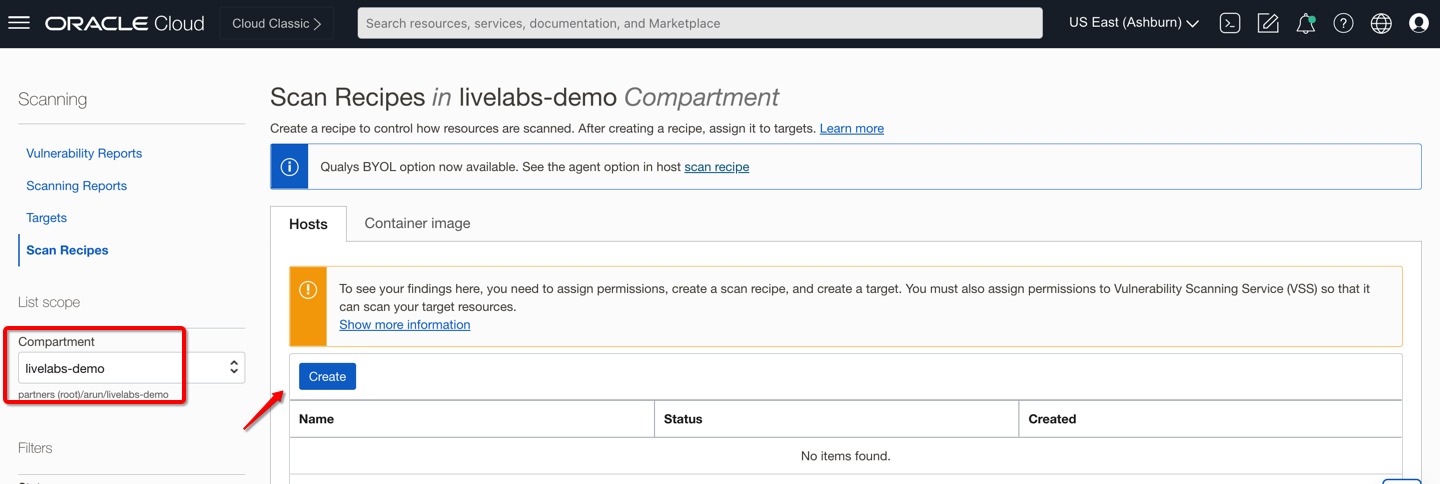 ORACLE Cloud
Cloud Classic
Search resources, services, documentation, and Marketplace
US East (Ashburn)
Scanning
Vulnerability Reports
Scanning Reports
Targets
Scan Recipes
List scope
Compartment
livelabs-demo
partners (root)/arun/livelabs-demo
Filters
Scan Recipes in livelabs-demo Compartment
Create a recipe to control how resources are scanned. After creating a recipe, assign it to targets. Learn more
Qualys BYOL option now available. See the agent option in host scan recipe
Hosts
Container image
To see your findings here, you need to assign permissions, create a scan recipe, and create a target. You must also assign permissions to Vulnerability Scanning Service (VSS) so that it
can scan your target resources.
Show more information
Create
Name
Status
Created
No items found.